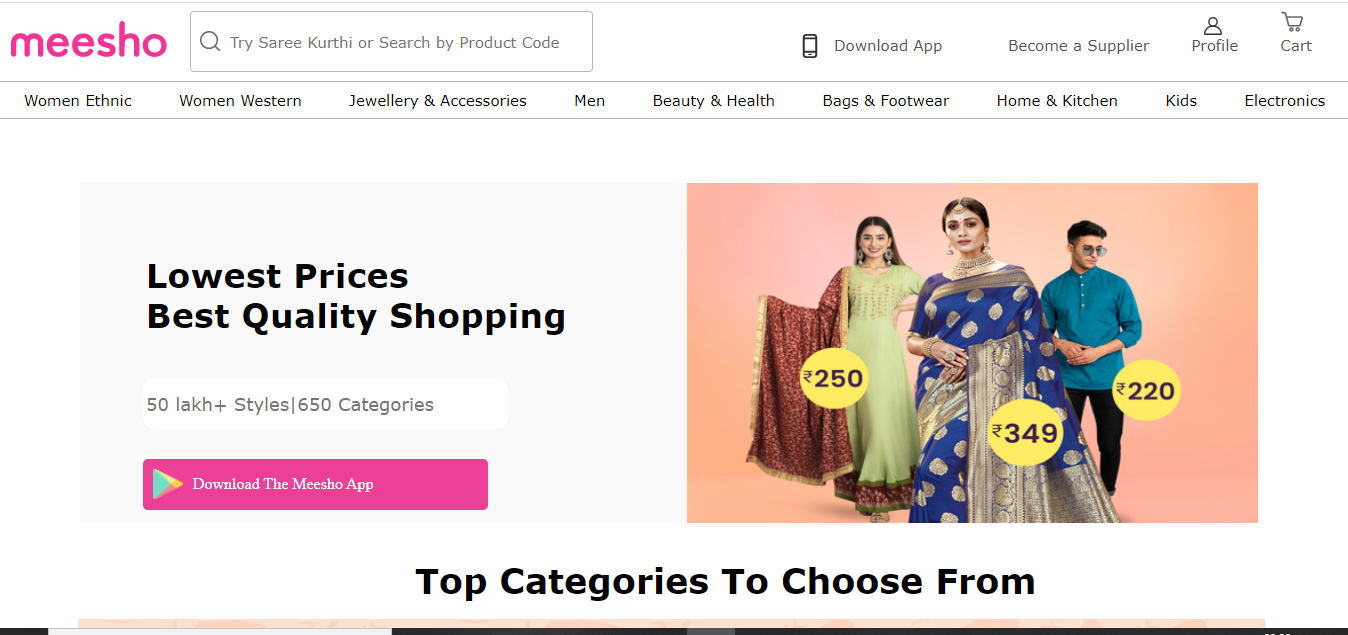 meesho
Try Saree Kurthi or Search by Product Code
Download App
Become a Supplier
Profile
Cart
Women Ethnic
Women Western
Jewellery & Accessories
Men
Beauty & Health
Bags & Footwear
Home & Kitchen
Kids
Electronics
Lowest Prices
Best Quality Shopping
50 lakh+ Styles|650 Categories
Download The Meesho App
₹250
₹349
₹220
Top Categories To Choose From